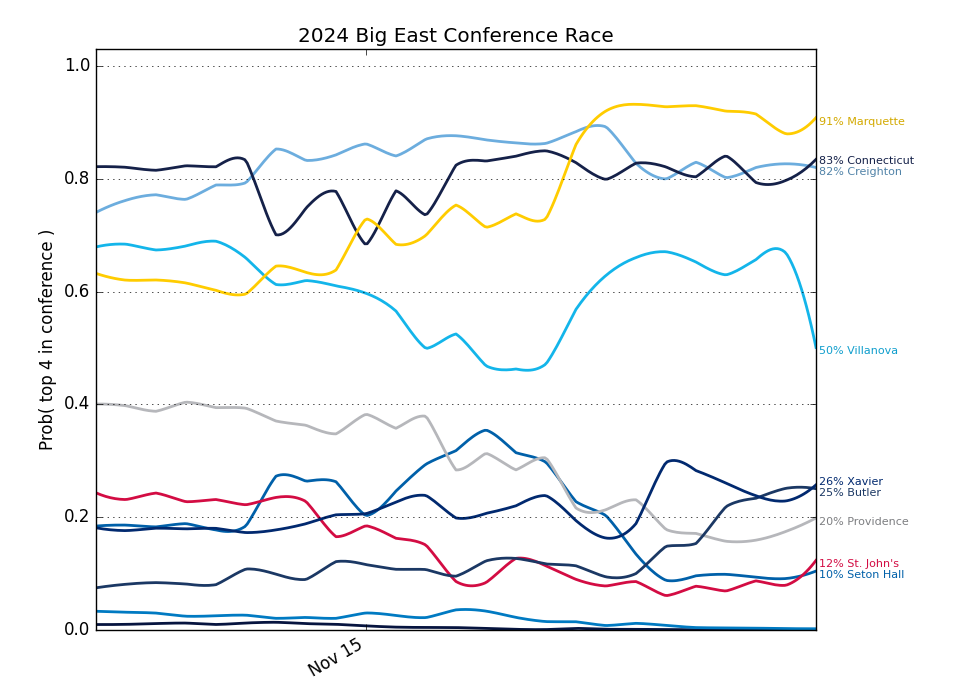 2024 Big East Conference Race
1.0
0.8
0.6
0.4
0.2
0.0
Prob( top 4 in conference )
Nov 15
91% Marquette
83% Connecticut
82% Creighton
50% Villanova
26% Xavier
25% Butler
20% Providence
12% St. John's
10% Seton Hall